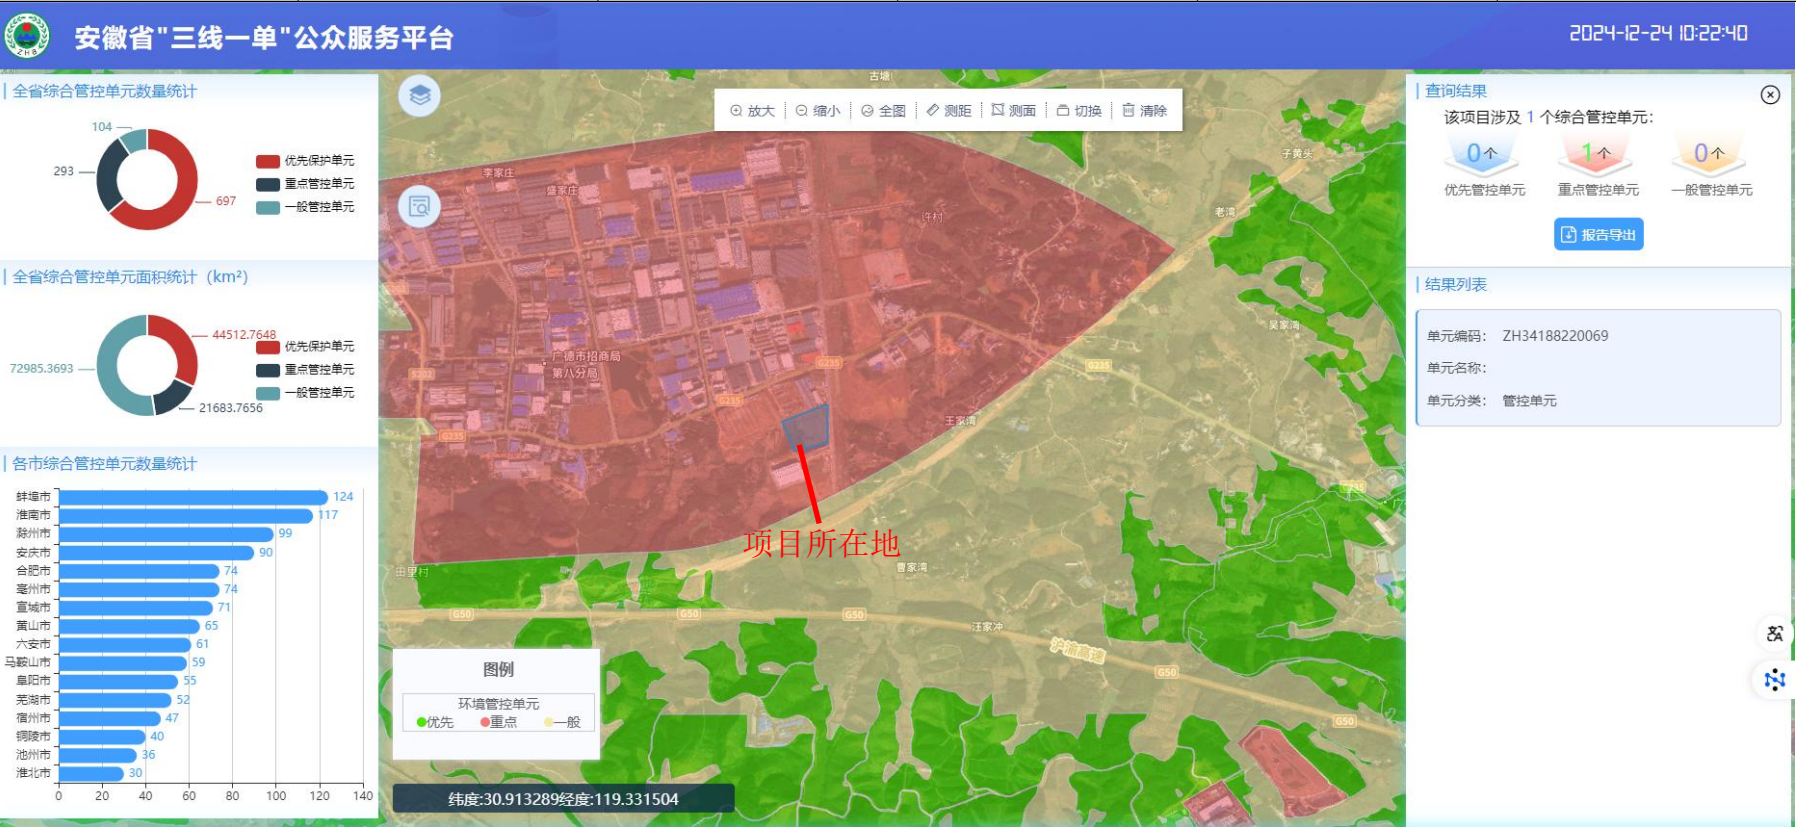 安徽省"三线一单"公众服务平台
2024-12-24 10:22:40
ZHB
全省综合管控单元数量统计
104
293
697
优先保护单元
重点管控单元
一般管控单元
全省综合管控单元面积统计（km²）
44512.7648
72985.3693
21683.7656
优先保护单元
重点管控单元
一般管控单元
各市综合管控单元数量统计
蚌埠市 124
淮南市 117
滁州市 99
安庆市 90
合肥市 74
亳州市 74
宣城市 71
黄山市 65
六安市 61
马鞍山市 59
阜阳市 55
芜湖市 52
宿州市 47
铜陵市 40
池州市 36
淮北市 30
0 20 40 60 80 100 120 140
放大 缩小 全图 测距 测面 切换 清除
古塘
李家庄
盛家庄
许村
子黄头
老湾
吴家湾
广德市招商局
第八分局
S202
G235
G235
G235
G235
G235
王家湾
项目所在地
田里村
曹家湾
汪家冲
G50
G50
G50
沪渝高速
G50
G50
图例
环境管控单元
优先 重点 一般
纬度:30.913289经度:119.331504
查询结果
该项目涉及 1 个综合管控单元:
0个 1个 0个
优先管控单元 重点管控单元 一般管控单元
报告导出
结果列表
单元编码: ZH34188220069
单元名称:
单元分类: 管控单元